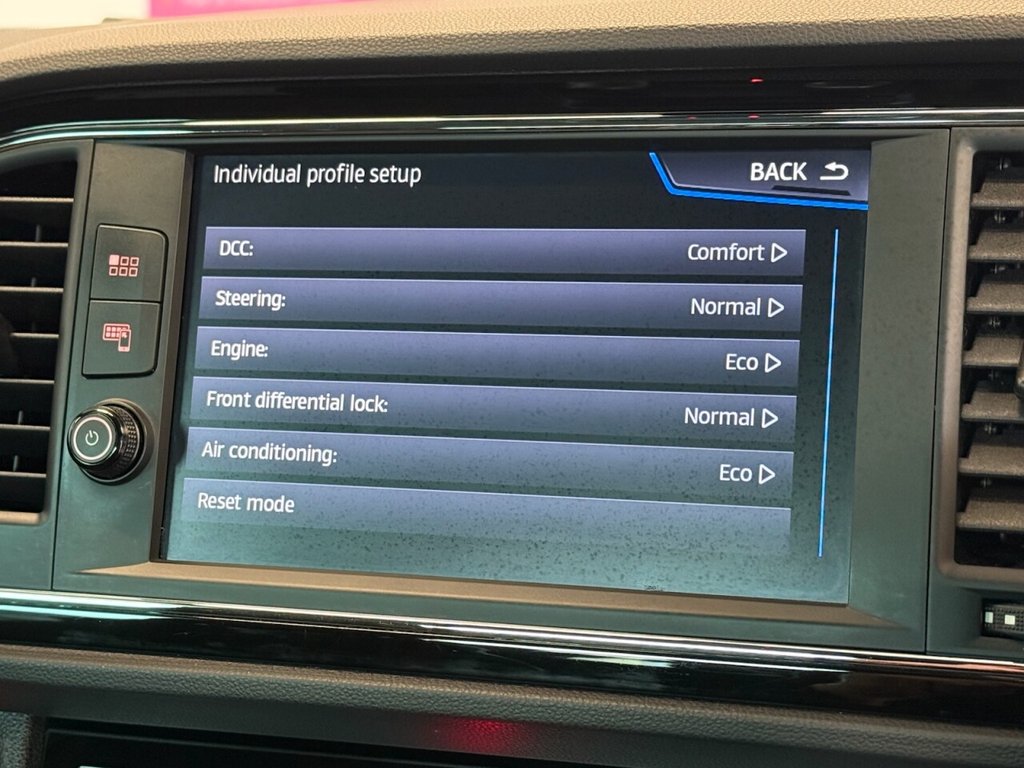 Individual profile setup
BACK
DCC: Comfort
Steering: Normal
Engine: Eco
Front differential lock: Normal
Air conditioning: Eco
Reset mode